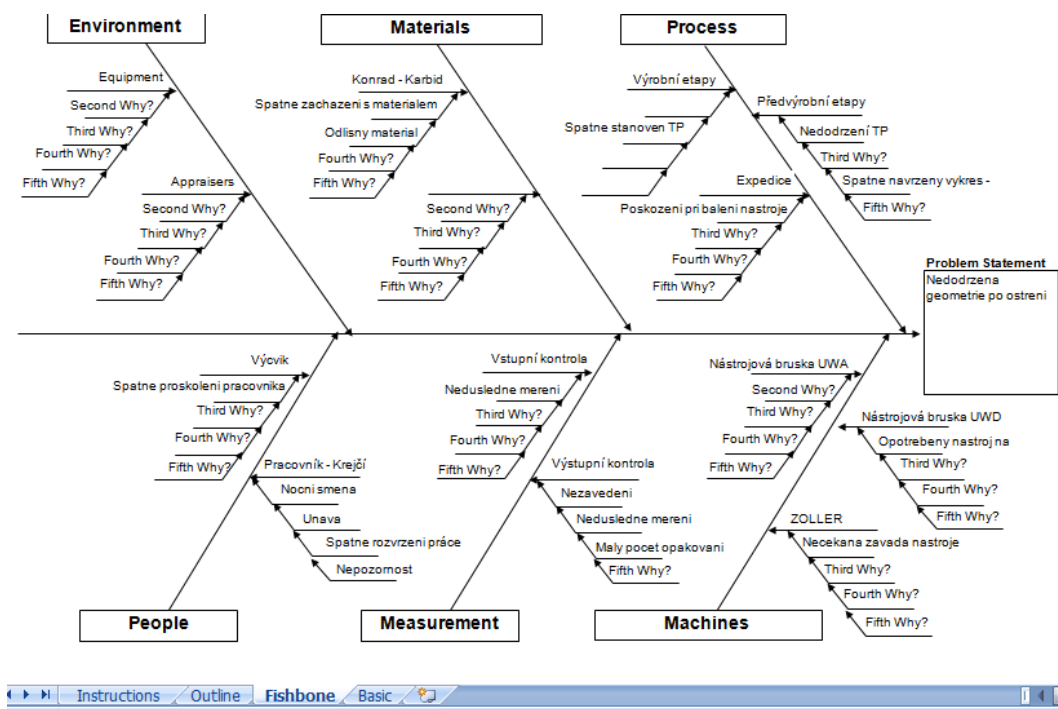 Environment
Materials
Process
Equipment
Second Why?
Third Why?
Fourth Why?
Fifth Why?
Appraisers
Second Why?
Third Why?
Fourth Why?
Fifth Why?
Konrad - Karbid
Spatne zachazeni s materialem
Odlisny material
Fourth Why?
Fifth Why?
Second Why?
Third Why?
Fourth Why?
Fifth Why?
Výrobní etapy
Spatne stanoven TP
Předvýrobní etapy
Nedodrzení TP
Third Why?
Spatne navrzeny vykres -
Fifth Why?
Expedice
Poskozeni pri baleni nastroje
Third Why?
Fourth Why?
Fifth Why?
Problem Statement
Nedodrzena
geometrie po ostreni
Výcvik
Spatne proskoleni pracovnika
Third Why?
Fourth Why?
Fifth Why?
Pracovník - Krejčí
Nocni smena
Unava
Spatne rozvrzeni práce
Nepozornost
Vstupní kontrola
Nedusledne mereni
Third Why?
Fourth Why?
Fifth Why?
Výstupní kontrola
Nezavedeni
Nedusledne mereni
Maly pocet opakovani
Fifth Why?
Nástrojová bruska UWA
Second Why?
Third Why?
Fourth Why?
Fifth Why?
Nástrojová bruska UWD
Opotrebeny nastroj na
Third Why?
Fourth Why?
Fifth Why?
ZOLLER
Necekana zavada nastroje
Third Why?
Fourth Why?
Fifth Why?
People
Measurement
Machines
Instructions Outline Fishbone Basic